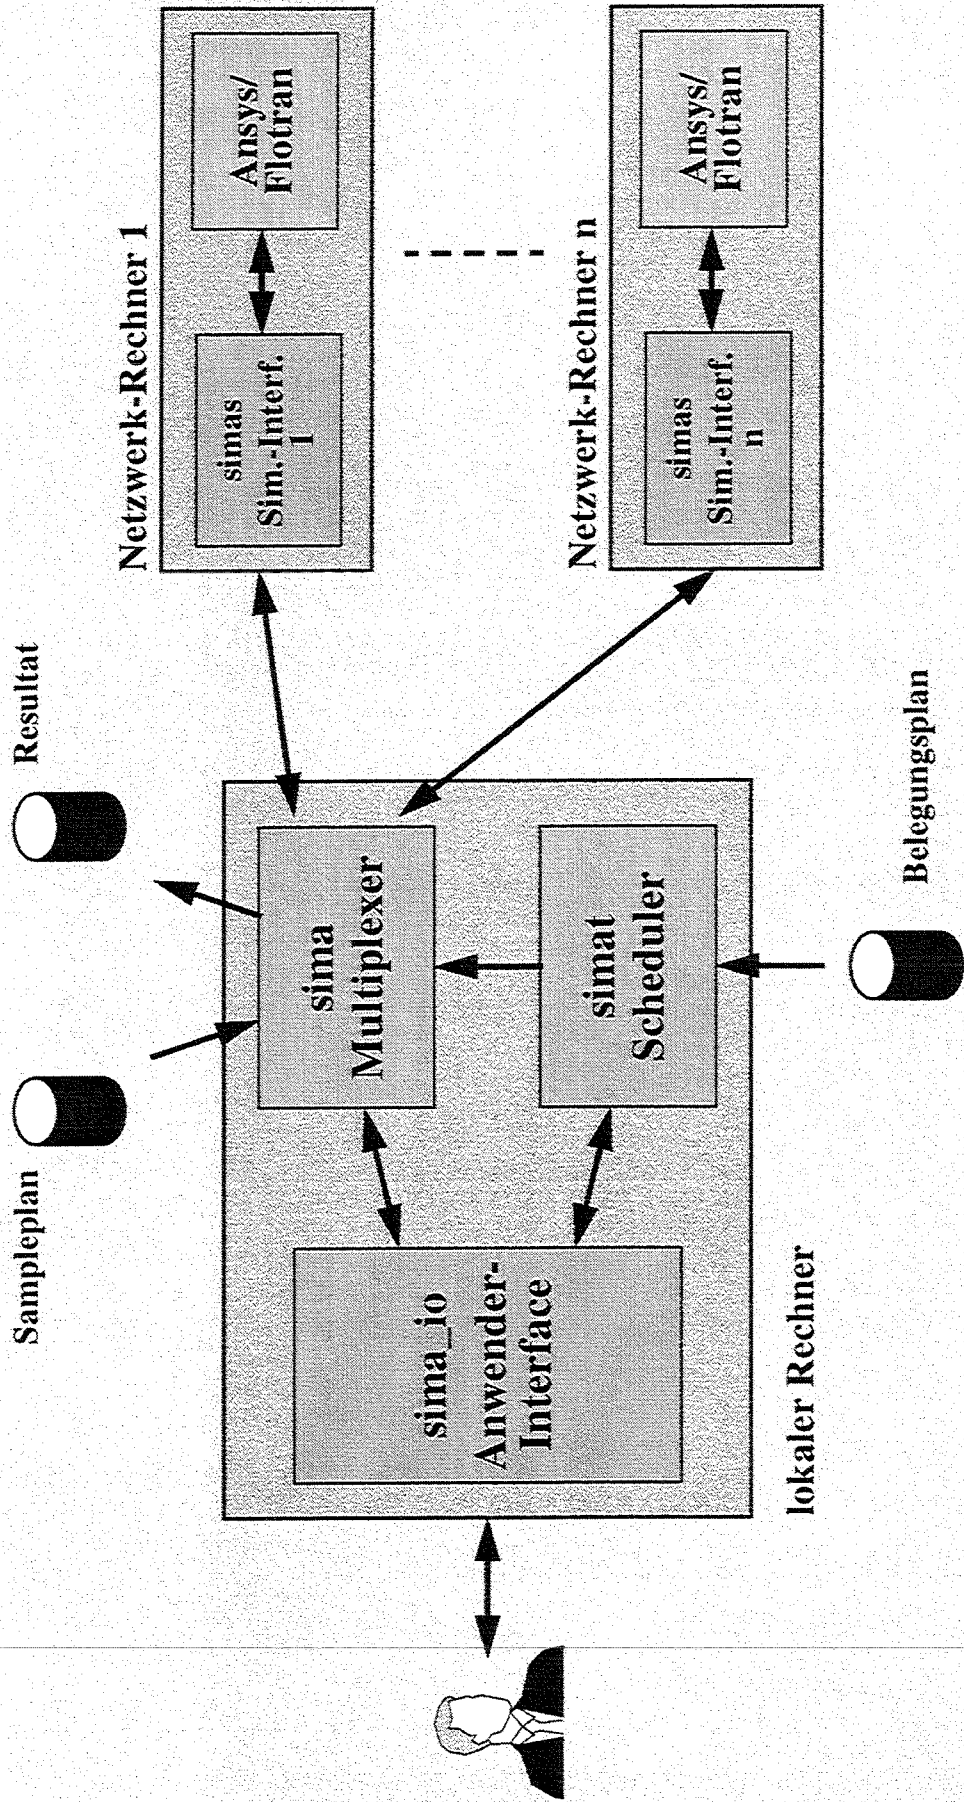 Sampleplan
Resultat
sima_io
Anwender-
Interface
sima
Multiplexer
simat
Scheduler
lokaler Rechner
Belegungsplan
Netzwerk-Rechner 1
simas
Sim.-Interf.
1
Ansys/
Flotran
Netzwerk-Rechner n
simas
Sim.-Interf.
n
Ansys/
Flotran